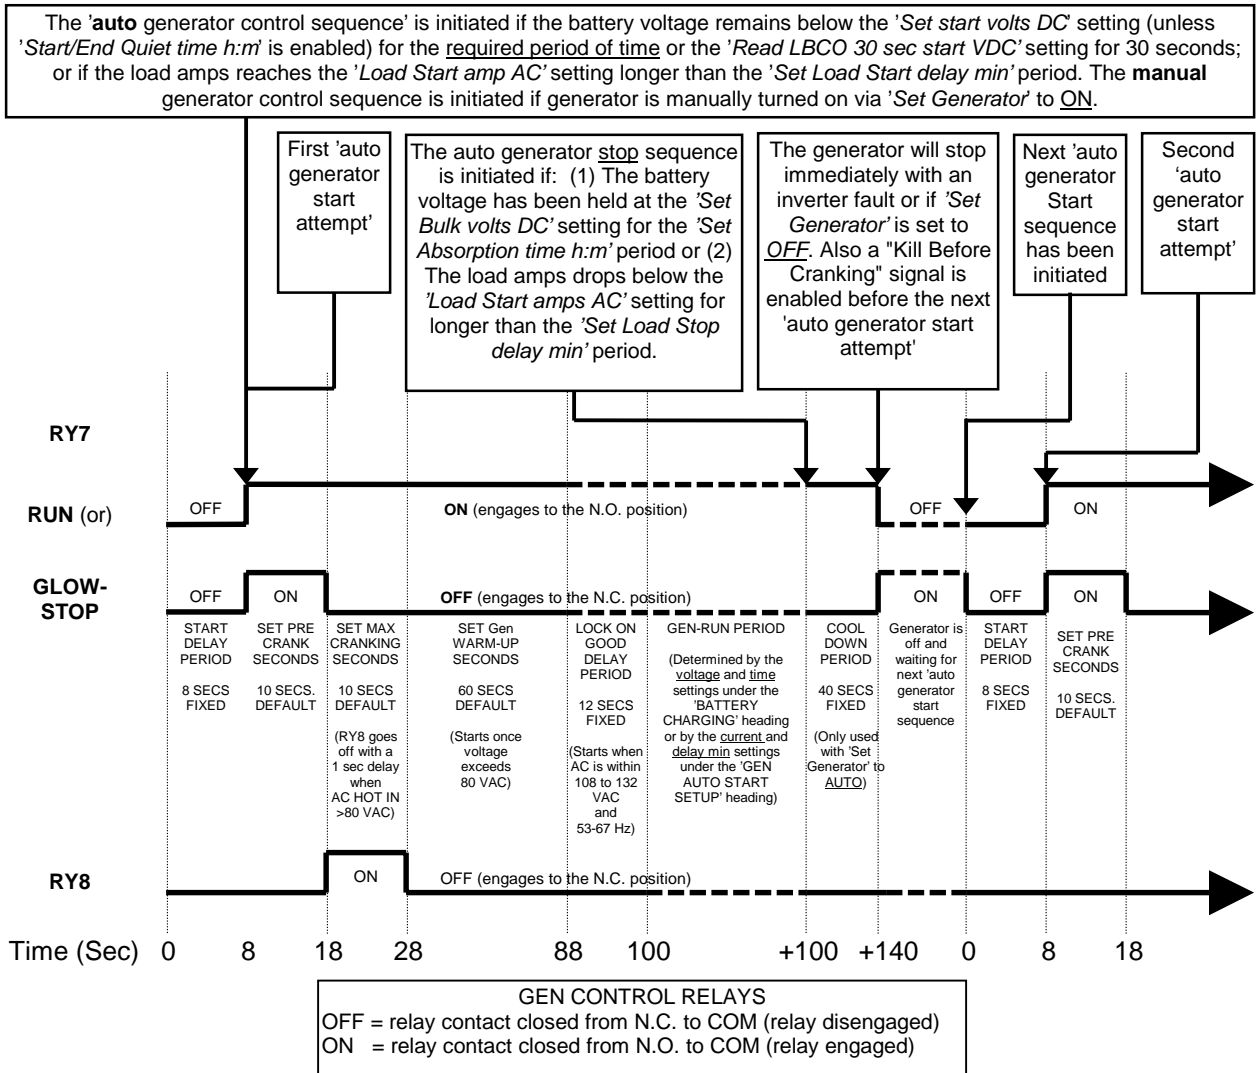 The 'auto generator control sequence' is initiated if the battery voltage remains below the 'Set start volts DC' setting (unless
'Start/End Quiet time h:m' is enabled) for the required period of time or the 'Read LBCO 30 sec start VDC' setting for 30 seconds;
or if the load amps reaches the 'Load Start amp AC' setting longer than the 'Set Load Start delay min' period. The manual
generator control sequence is initiated if generator is manually turned on via 'Set Generator' to ON.
First 'auto
generator
start
attempt'
The auto generator stop sequence
is initiated if: (1) The battery
voltage has been held at the 'Set
Bulk volts DC' setting for the 'Set
Absorption time h:m' period or (2)
The load amps drops below the
'Load Start amps AC' setting for
longer than the 'Set Load Stop
delay min' period.
The generator will stop
immediately with an
inverter fault or if 'Set
Generator' is set to
OFF. Also a "Kill Before
Cranking" signal is
enabled before the next
'auto generator start
attempt'
Next 'auto
generator
Start
sequence
has been
initiated
Second
‘auto
generator
start
attempt’
RY7
RUN (or)
OFF
ON (engages to the N.O. position)
OFF
ON
GLOW-
STOP
OFF
ON
OFF (engages to the N.C. position)
ON
OFF
ON
START
DELAY
PERIOD
8 SECS
FIXED
SET PRE
CRANK
SECONDS
10 SECS.
DEFAULT
SET MAX
CRANKING
SECONDS
10 SECS
DEFAULT
(RY8 goes
off with a
1 sec delay
when
AC HOT IN
>80 VAC)
SET Gen
WARM-UP
SECONDS
60 SECS
DEFAULT
(Starts once
voltage
exceeds
80 VAC)
LOCK ON
GOOD
DELAY
PERIOD
12 SECS
FIXED
(Starts when
AC is within
108 to 132
VAC
and
53-67 Hz)
GEN-RUN PERIOD
(Determined by the
voltage and time
settings under the
'BATTERY
CHARGING' heading
or by the current and
delay min settings
under the 'GEN
AUTO START
SETUP' heading)
COOL
DOWN
PERIOD
40 SECS
FIXED
(Only used
with 'Set
Generator' to
AUTO)
Generator is
off and
waiting for
next 'auto
generator
start
sequence
START
DELAY
PERIOD
8 SECS
FIXED
SET PRE
CRANK
SECONDS
10 SECS.
DEFAULT
RY8
ON
OFF (engages to the N.C. position)
Time (Sec) 0 8 18 28 88 100 +100 +140 0 8 18
GEN CONTROL RELAYS
OFF = relay contact closed from N.C. to COM (relay disengaged)
ON = relay contact closed from N.O. to COM (relay engaged)